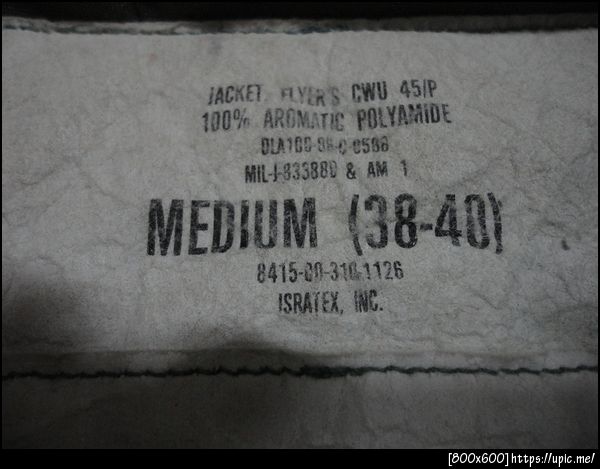 JACKET, FLYER'S CWU 45/P
100% AROMATIC POLYAMIDE
MIL-J-83388D & AM 1
MEDIUM (38-40)
8415-00-310-1126
ISRATEX, INC.
[800x600]https://upic.me/